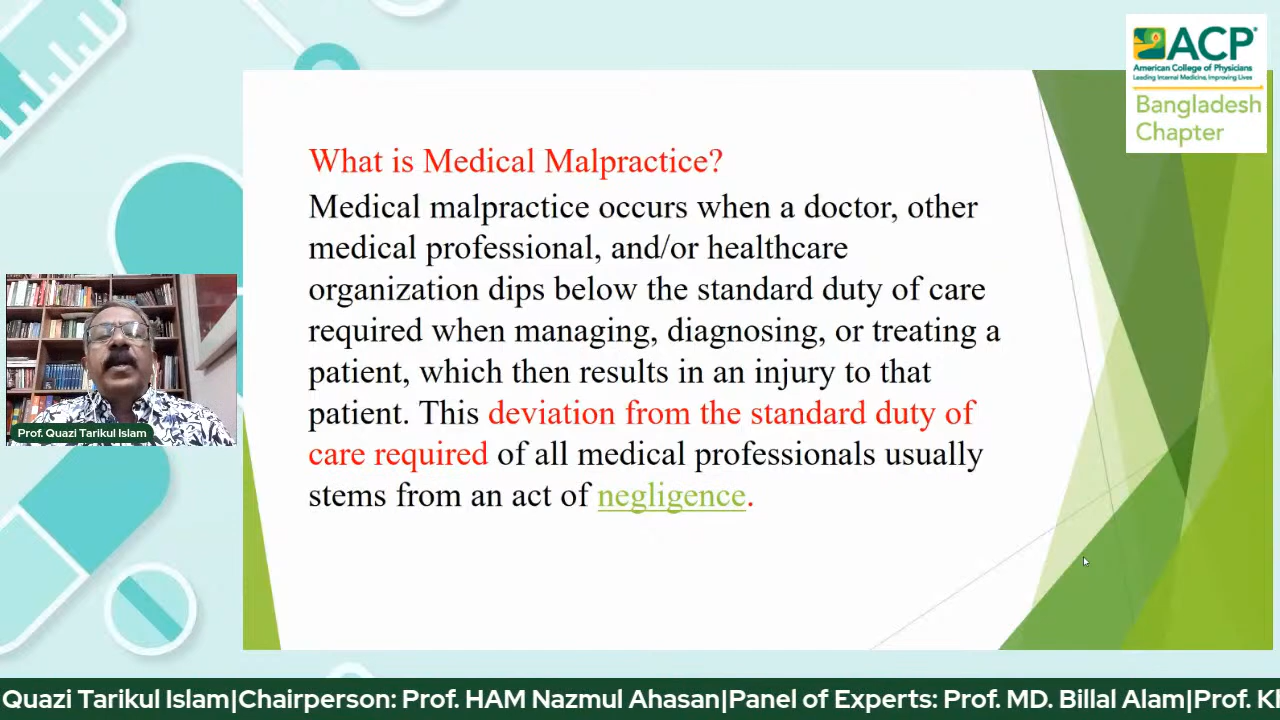 ACP
American College of Physicians
Leading Internal Medicine, Improving Lives
Bangladesh
Chapter
What is Medical Malpractice?
Medical malpractice occurs when a doctor, other
medical professional, and/or healthcare
organization dips below the standard duty of care
required when managing, diagnosing, or treating a
patient, which then results in an injury to that
patient. This deviation from the standard duty of
care required of all medical professionals usually
stems from an act of negligence.
Prof. Quazi Tarikul Islam
Quazi Tarikul Islam|Chairperson: Prof. HAM Nazmul Ahasan|Panel of Experts: Prof. MD. Billal Alam|Prof.